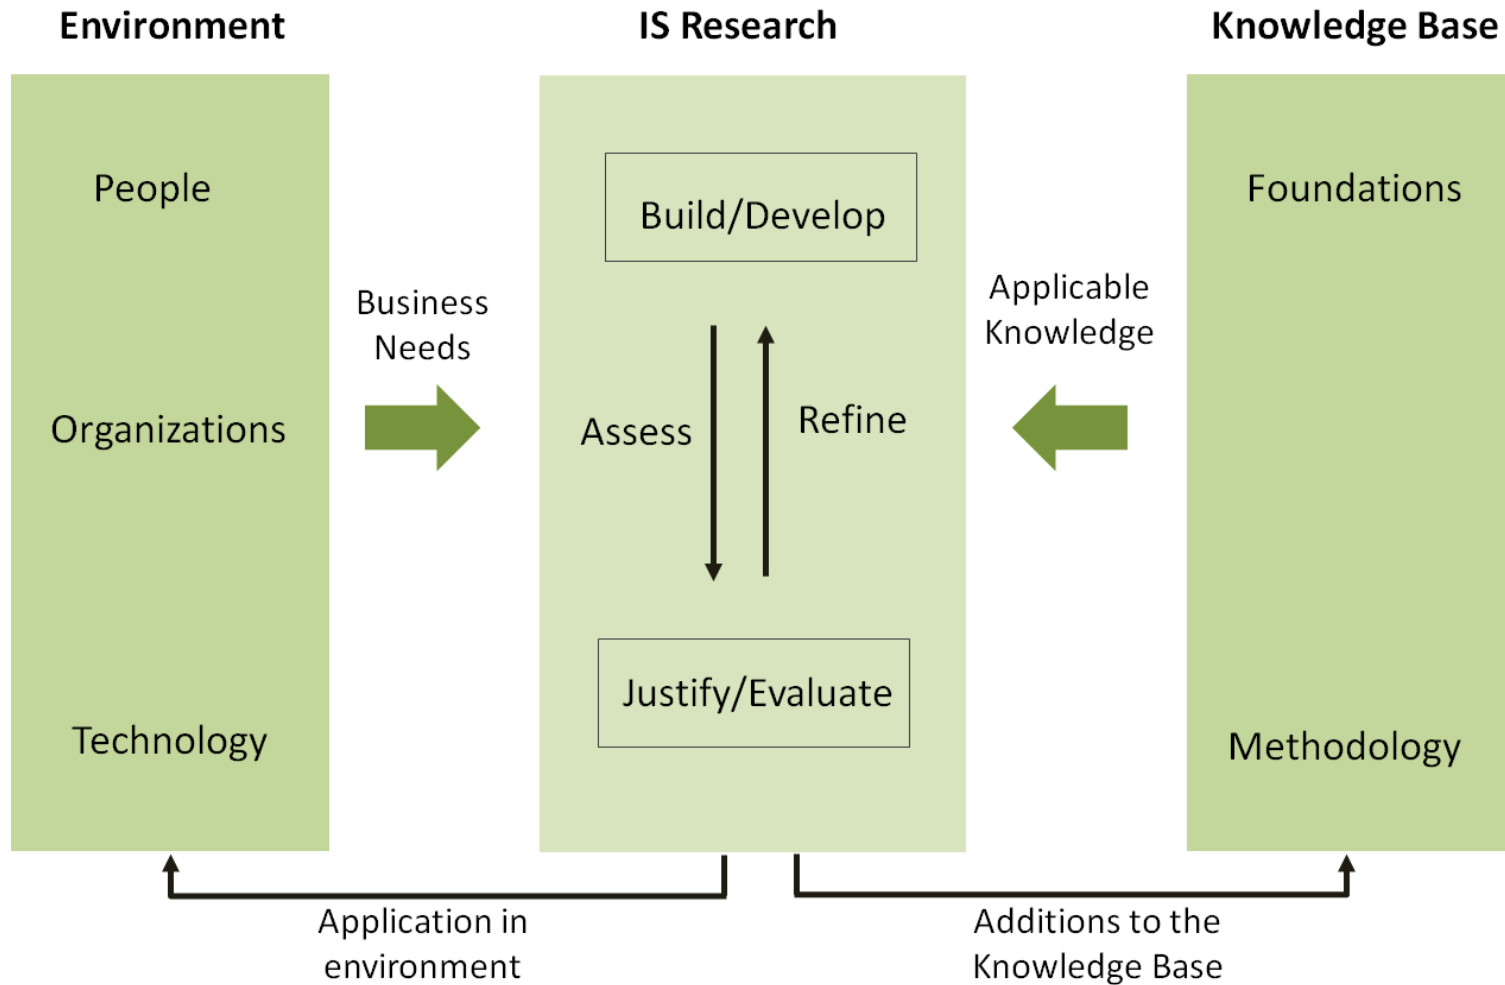 Environment
IS Research
Knowledge Base
People
Organizations
Technology
Business
Needs
Build/Develop
Assess
Refine
Justify/Evaluate
Applicable
Knowledge
Foundations
Methodology
Application in
environment
Additions to the
Knowledge Base